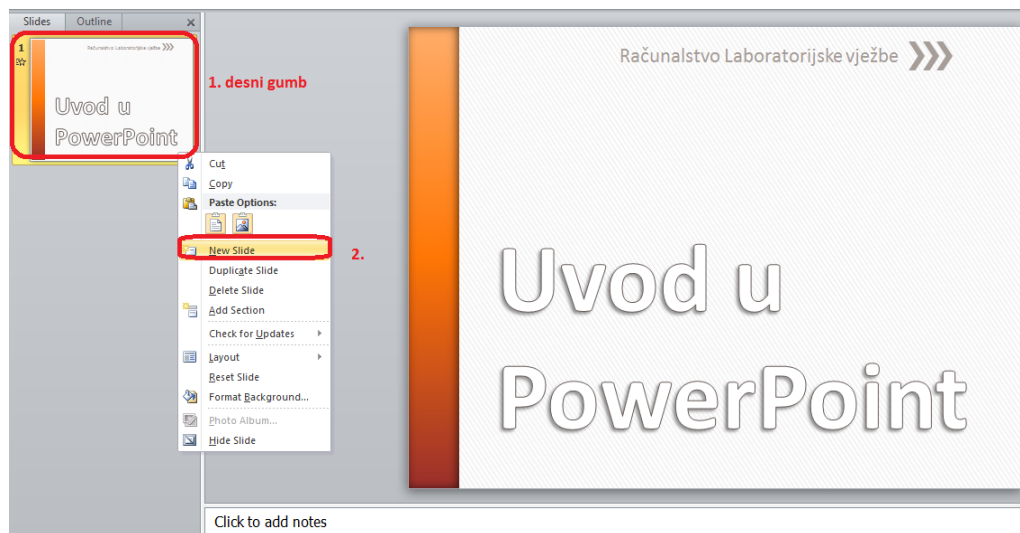 Slides Outline
1
Računalstvo Laboratorijske vježbe
Uvod u
PowerPoint
1. desni gumb
Cut
Copy
Paste Options:
New Slide
2.
Duplicate Slide
Delete Slide
Add Section
Check for Updates
Layout
Reset Slide
Format Background...
Photo Album...
Hide Slide
Računalstvo Laboratorijske vježbe
Uvod u
PowerPoint
Click to add notes